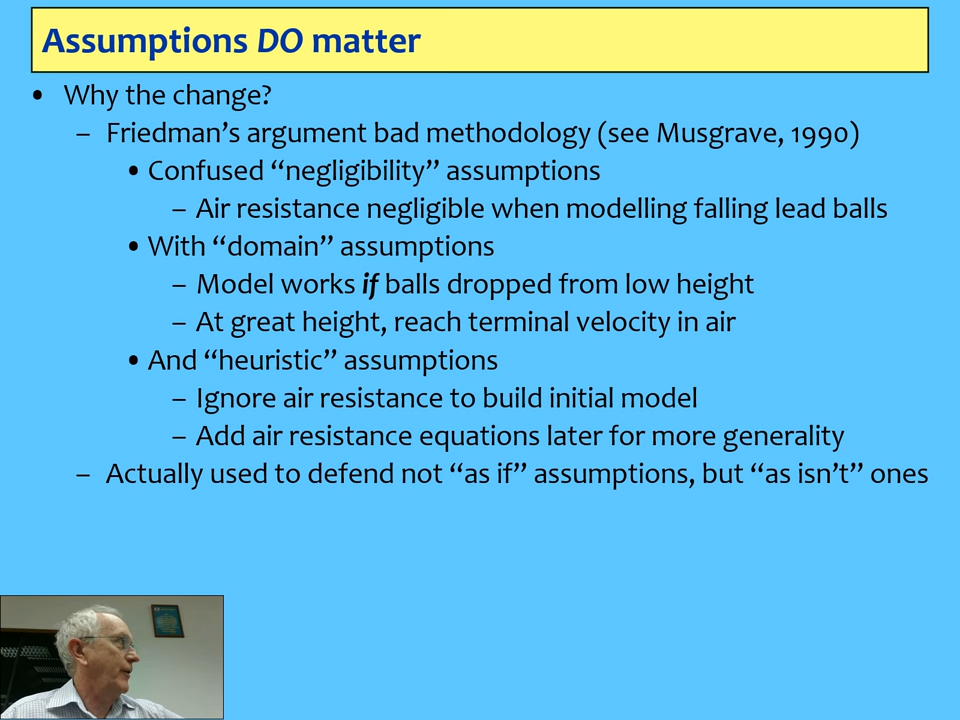 Assumptions DO matter
• Why the change?
– Friedman’s argument bad methodology (see Musgrave, 1990)
• Confused “negligibility” assumptions
– Air resistance negligible when modelling falling lead balls
• With “domain” assumptions
– Model works if balls dropped from low height
– At great height, reach terminal velocity in air
• And “heuristic” assumptions
– Ignore air resistance to build initial model
– Add air resistance equations later for more generality
– Actually used to defend not “as if” assumptions, but “as isn’t” ones